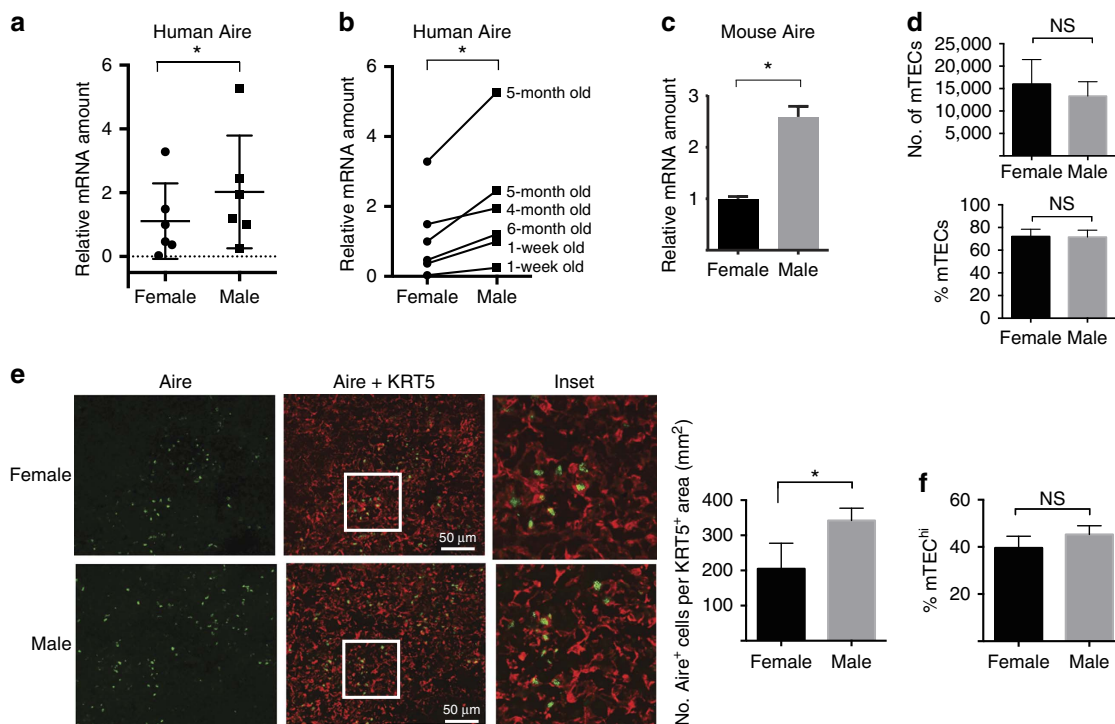 a
Human Aire
*
Relative mRNA amount
6
4
2
0
Female
Male
b
Human Aire
*
Relative mRNA amount
6
4
2
0
5-month old
5-month old
4-month old
6-month old
1-week old
1-week old
Female
Male
c
Mouse Aire
*
Relative mRNA amount
3
2
1
Female
Male
d
NS
No. of mTECs
25,000
20,000
15,000
10,000
5,000
Female Male
NS
% mTECs
100
80
60
40
20
0
Female Male
e
Aire
Aire + KRT5
Inset
Female
50 μm
Male
50 μm
No. Aire⁺ cells per KRT5⁺ area (mm²)
*
400
300
200
100
Female Male
f
NS
% mTEC^hi
60
40
20
Female Male